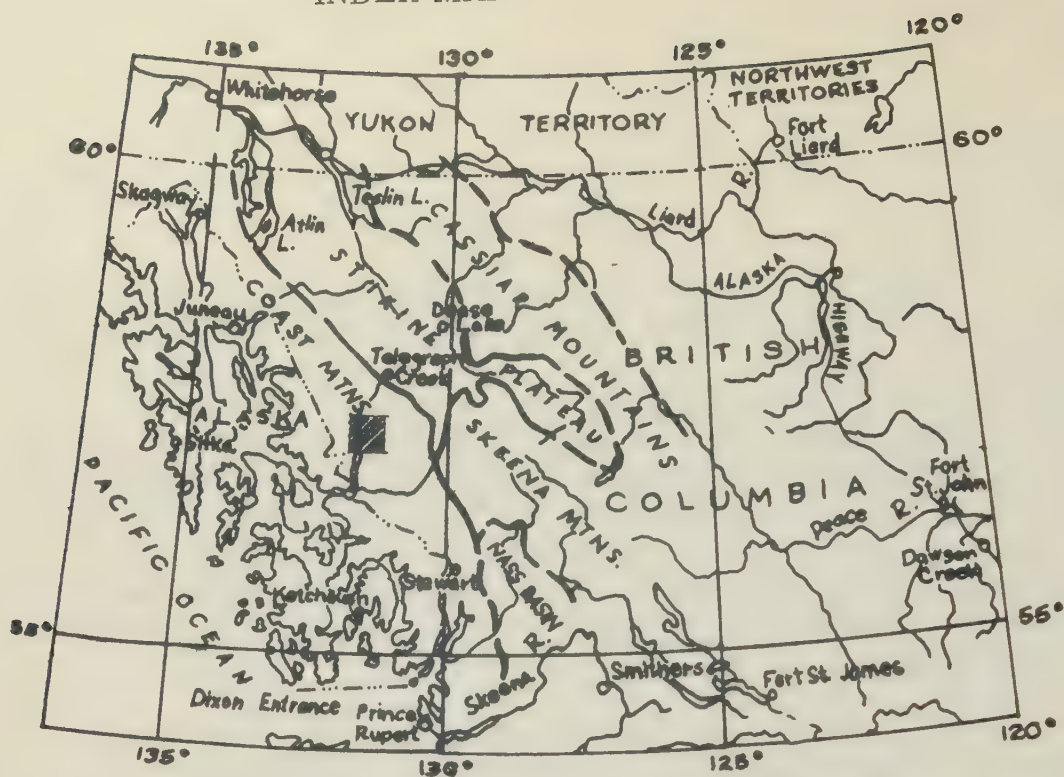 135°
130°
125°
120°
Whitehorse
YUKON TERRITORY
NORTHWEST
TERRITORIES
Fort
Liard
60°
60°
Skagway
Atlin
L.
Teslin L.
CASSIAR
MOUNTAINS
Liard
R.
ALASKA
HIGHWAY
STIKINE
PLATEAU
COAST MTNS.
Juneau
Dease
Lake
Telegraph
Creek
BRITISH
COLUMBIA
ALASKA
Sitka
SKEENA
MTNS.
PACIFIC
OCEAN
Fort
St. John
Peace R.
Dawson
Creek
Stewart
NASS BASIN
Ketchikan
55°
55°
Skeena
R.
Smithers
Fort St James
Dixon Entrance
Prince
Rupert
135°
130°
125°
120°